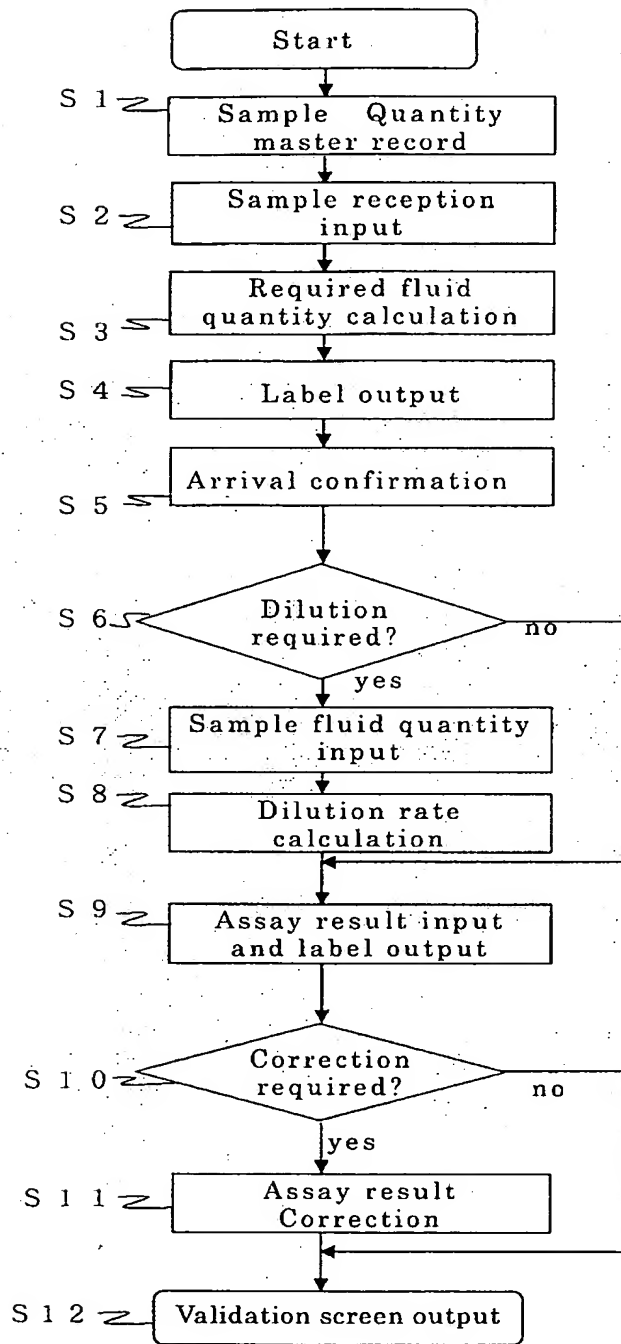 Start
S 1
Sample Quantity
master record
S 2
Sample reception
input
S 3
Required fluid
quantity calculation
S 4
Label output
S 5
Arrival confirmation
S 6
Dilution
required?
no
yes
S 7
Sample fluid quantity
input
S 8
Dilution rate
calculation
S 9
Assay result input
and label output
S 1 0
Correction
required?
no
yes
S 1 1
Assay result
Correction
S 1 2
Validation screen output